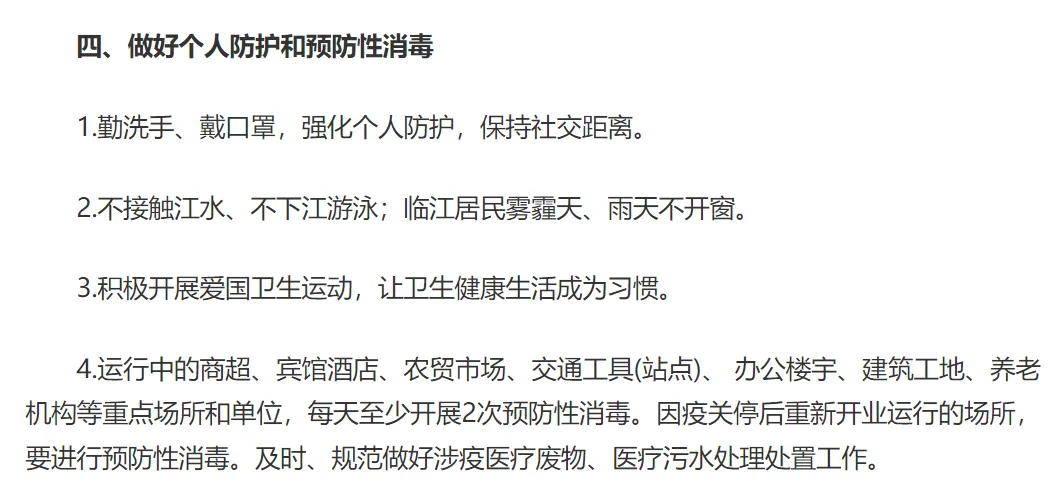 四、做好个人防护和预防性消毒
1.勤洗手、戴口罩，强化个人防护，保持社交距离。
2.不接触江水、不下江游泳；临江居民雾霾天、雨天不开窗。
3.积极开展爱国卫生运动，让卫生健康生活成为习惯。
4.运行中的商超、宾馆酒店、农贸市场、交通工具(站点)、 办公楼宇、建筑工地、养老
机构等重点场所和单位，每天至少开展2次预防性消毒。因疫关停后重新开业运行的场所，
要进行预防性消毒。及时、规范做好涉疫医疗废物、医疗污水处理处置工作。